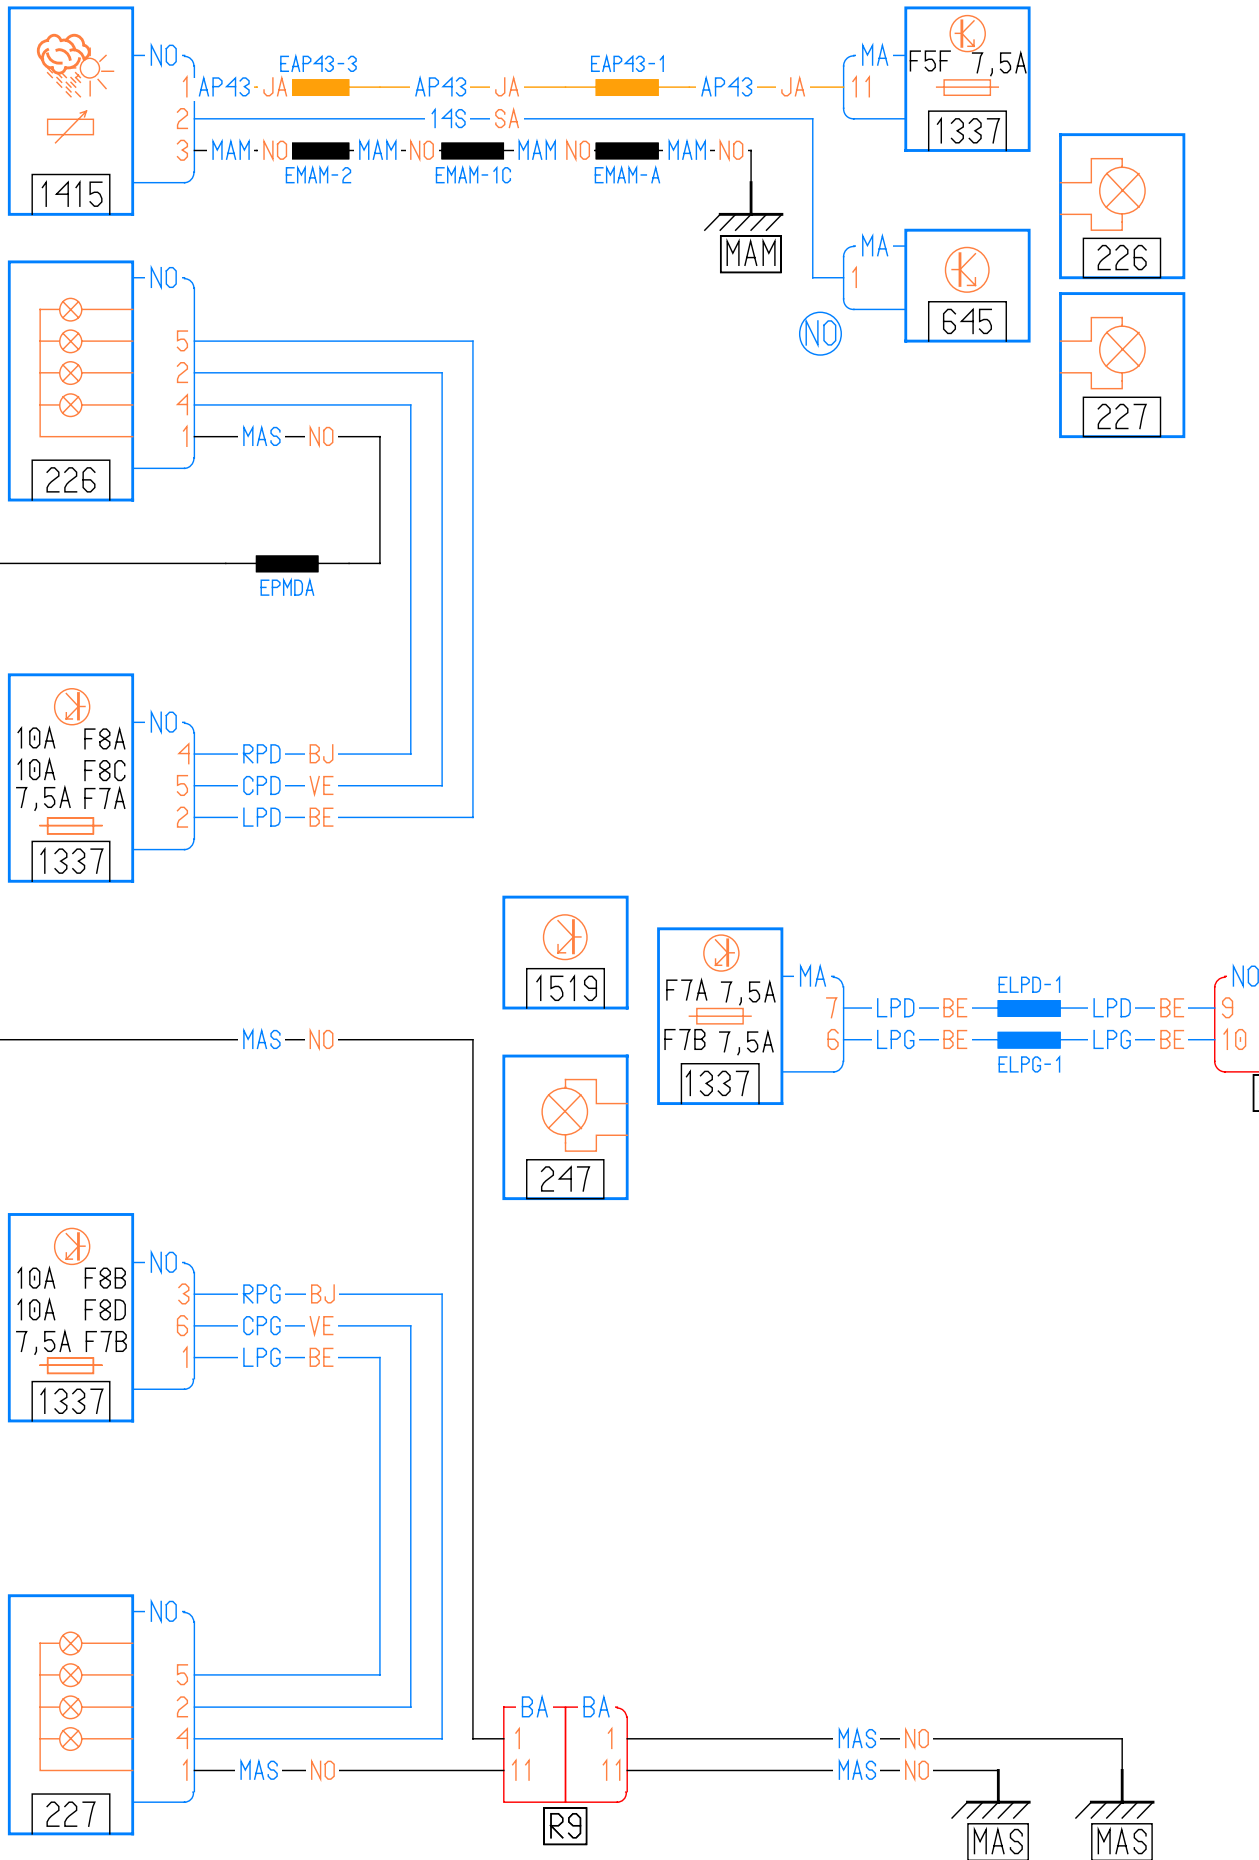 NO
1 AP43 JA EAP43-3 AP43 JA EAP43-1 AP43 JA 11 MA
F5F 7,5A
1337
2 14S SA
3 MAM NO EMAM-2 MAM NO EMAM-1C MAM NO EMAM-A MAM NO
MAM
1415
226
227
MA
1
645
NO
NO
5
2
4
1 MAS NO
226
EPMDA
NO
10A F8A
10A F8C
7,5A F7A
1337
4 RPD BJ
5 CPD VE
2 LPD BE
1519
MA
F7A 7,5A
F7B 7,5A
1337
7 LPD BE ELPD-1 LPD BE 9
6 LPG BE ELPG-1 LPG BE 10
NO
MAS NO
247
NO
10A F8B
10A F8D
7,5A F7B
1337
3 RPG BJ
6 CPG VE
1 LPG BE
NO
5
2
4
1 MAS NO
227
BA BA
1 1 MAS NO
11 11 MAS NO
R9
MAS MAS